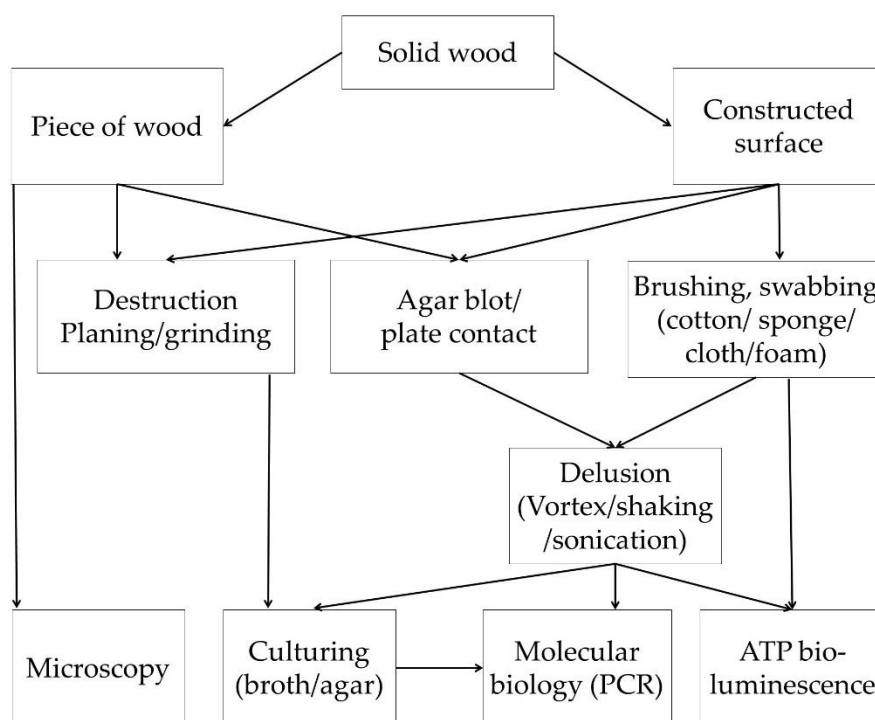 Solid wood
Piece of wood
Constructed
surface
Destruction
Planing/grinding
Agar blot/
plate contact
Brushing, swabbing
(cotton/ sponge/
cloth/foam)
Delusion
(Vortex/shaking
/sonication)
Microscopy
Culturing
(broth/agar)
Molecular
biology (PCR)
ATP bio-
luminescence